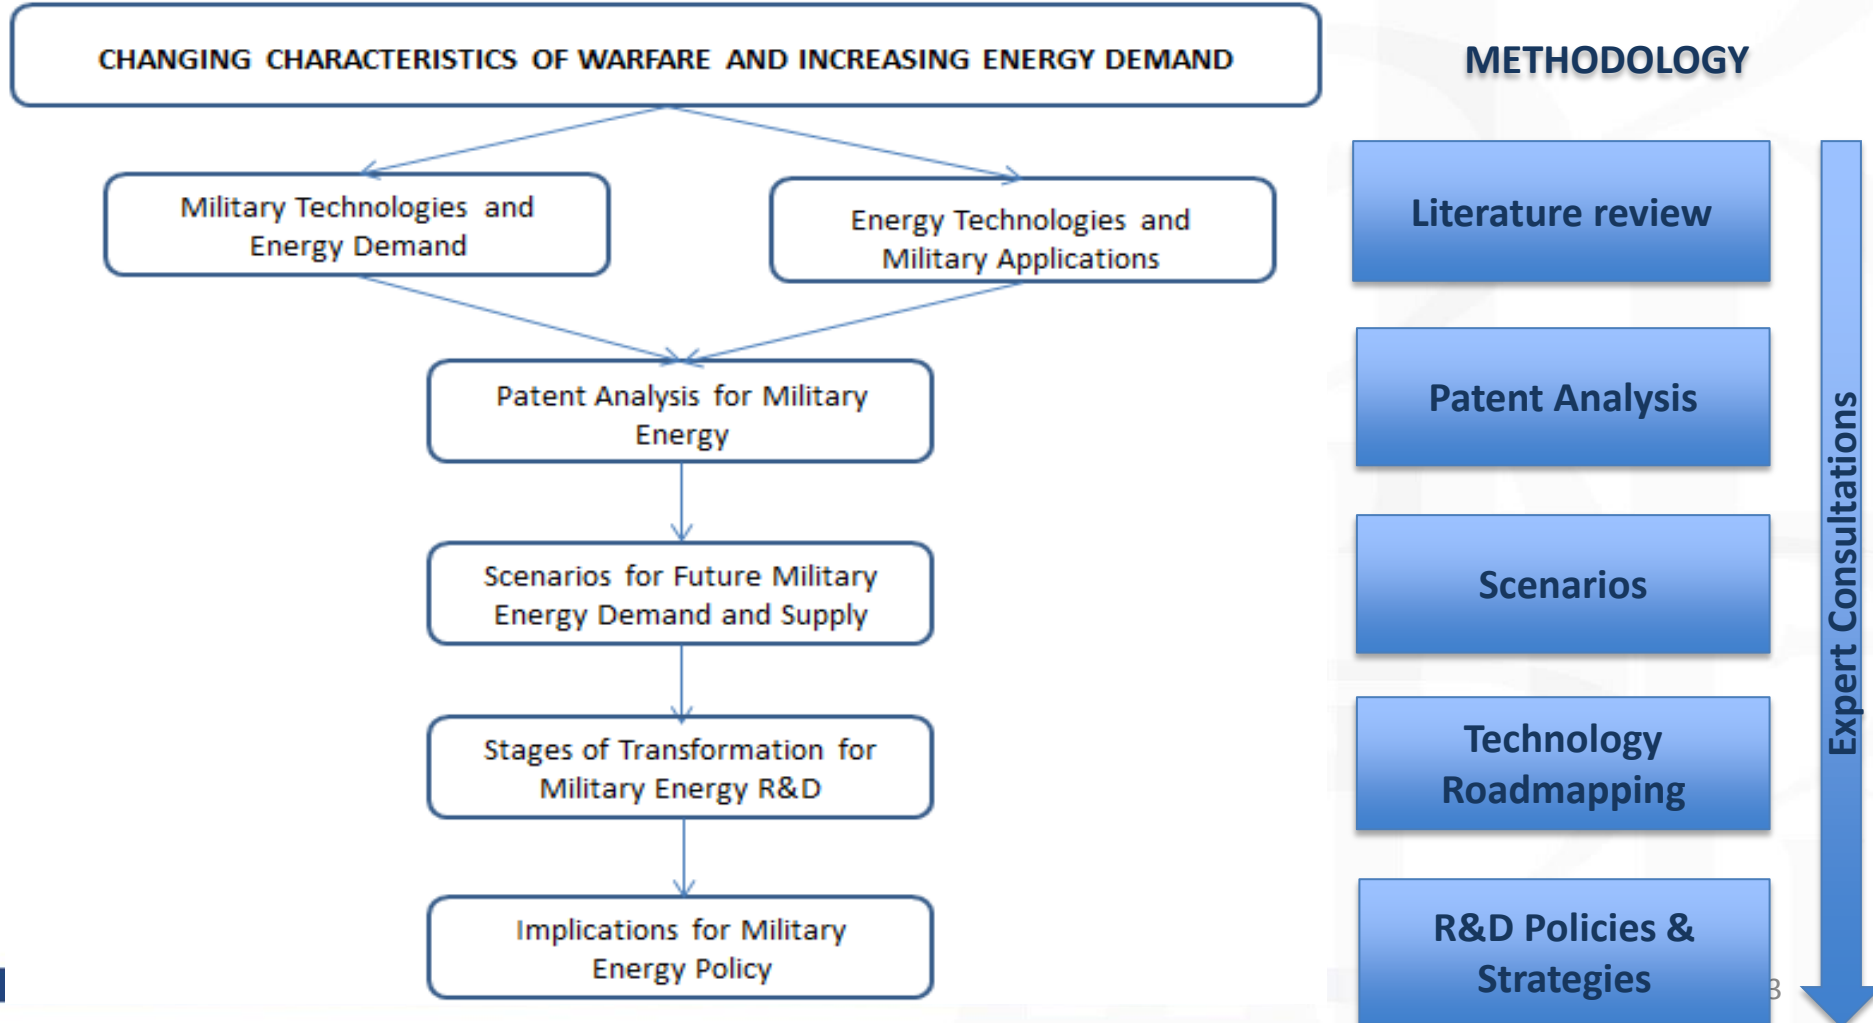 CHANGING CHARACTERISTICS OF WARFARE AND INCREASING ENERGY DEMAND
Military Technologies and
Energy Demand
Energy Technologies and
Military Applications
Patent Analysis for Military
Energy
Scenarios for Future Military
Energy Demand and Supply
Stages of Transformation for
Military Energy R&D
Implications for Military
Energy Policy
METHODOLOGY
Literature review
Patent Analysis
Scenarios
Technology
Roadmapping
R&D Policies &
Strategies
Expert Consultations
3